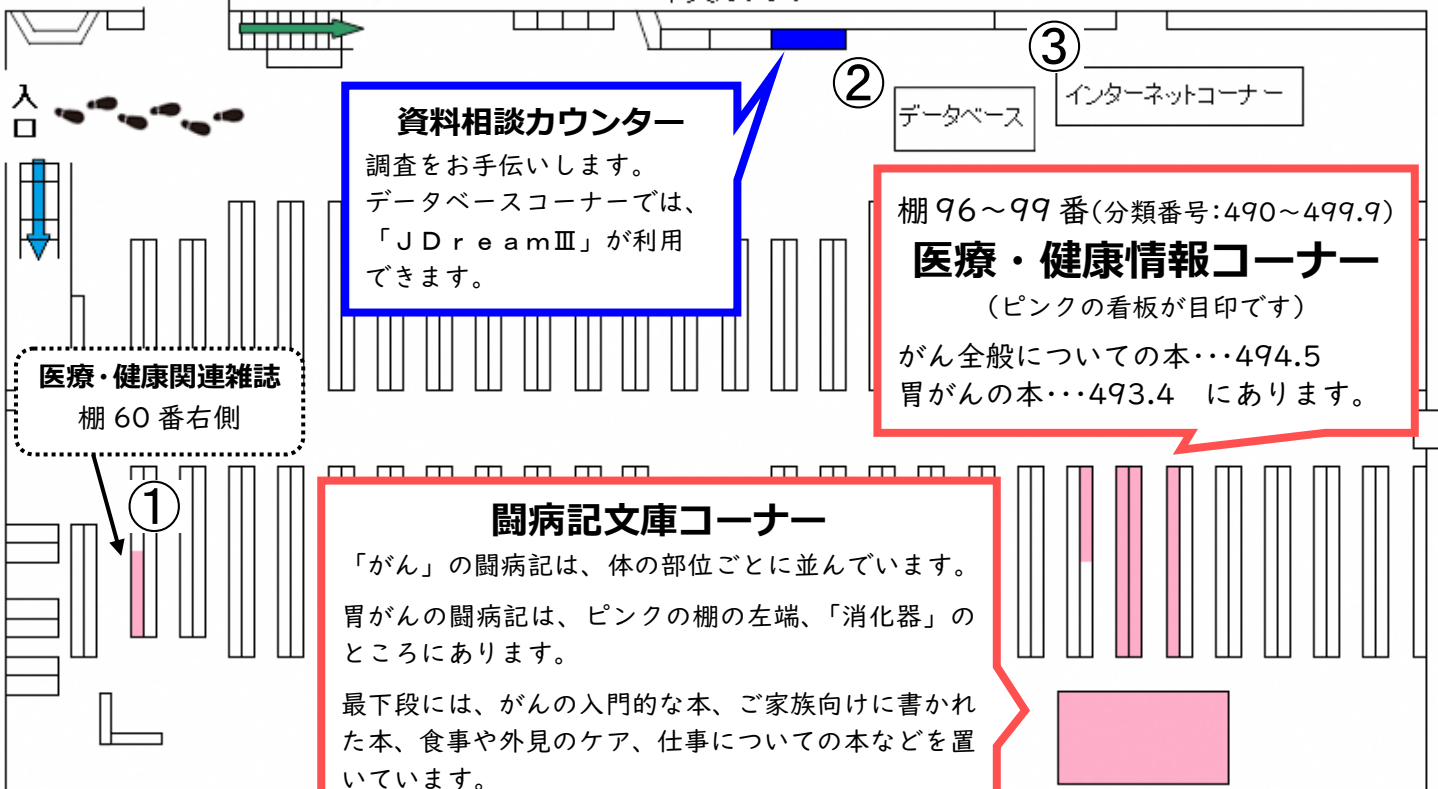 入
口
資料相談カウンター
調査をお手伝いします。
データベースコーナーでは、
「ＪＤｒｅａｍⅢ」が利用
できます。
②
データベース
③
インターネットコーナー
棚 96～99 番(分類番号:490～499.9)
医療・健康情報コーナー
(ピンクの看板が目印です)
がん全般についての本･･･494.5
胃がんの本･･･493.4　にあります。
医療・健康関連雑誌
棚 60 番右側
①
闘病記文庫コーナー
「がん」の闘病記は、体の部位ごとに並んでいます。
胃がんの闘病記は、ピンクの棚の左端、「消化器」の
ところにあります。
最下段には、がんの入門的な本、ご家族向けに書かれ
た本、食事や外見のケア、仕事についての本などを置
いています。